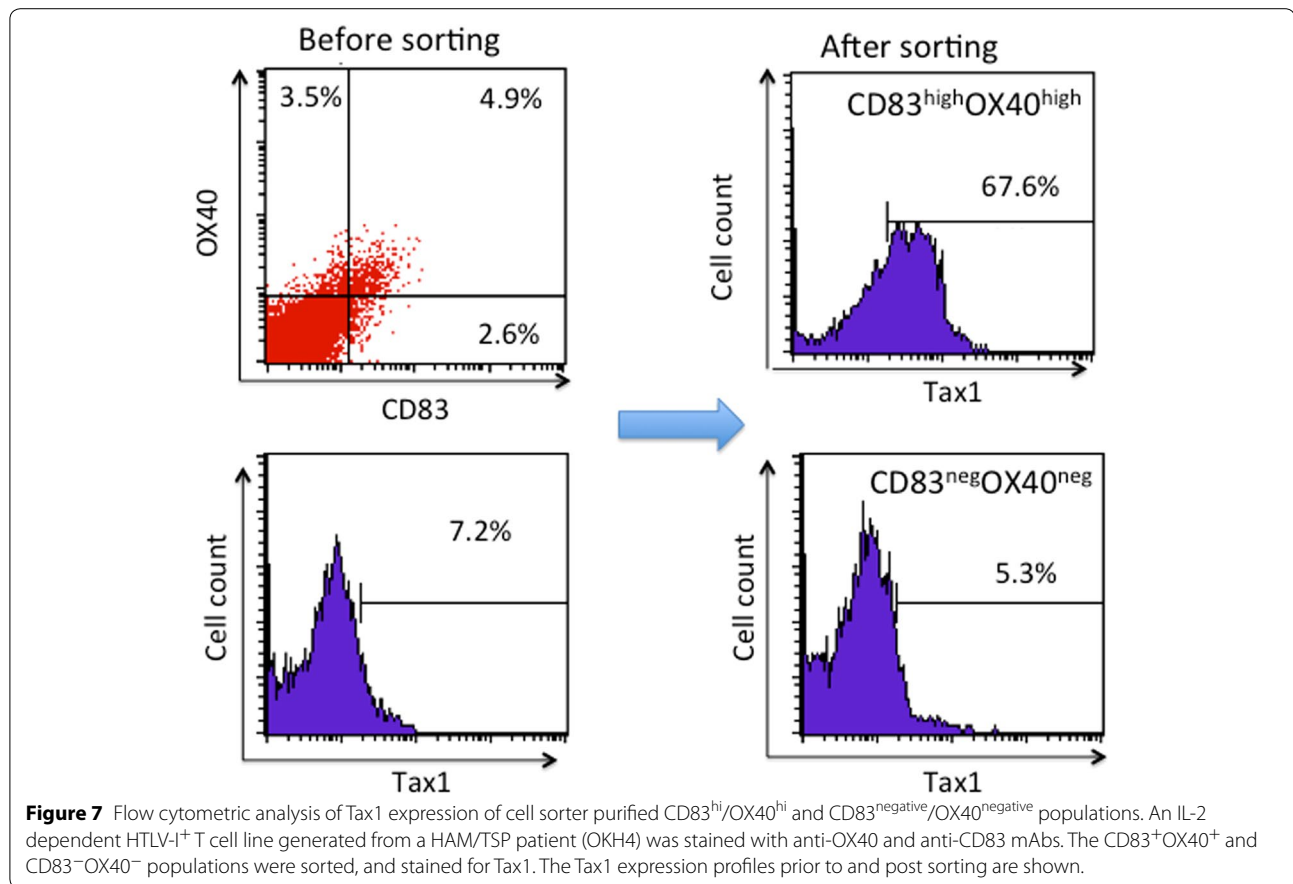 Before sorting
3.5%
4.9%
OX40
2.6%
CD83
After sorting
CD83highOX40high
67.6%
Cell count
Tax1
7.2%
Cell count
Tax1
CD83negOX40neg
5.3%
Cell count
Tax1
Figure 7 Flow cytometric analysis of Tax1 expression of cell sorter purified CD83hi/OX40hi and CD83negative/OX40negative populations. An IL-2
dependent HTLV-I+ T cell line generated from a HAM/TSP patient (OKH4) was stained with anti-OX40 and anti-CD83 mAbs. The CD83+OX40+ and
CD83−OX40− populations were sorted, and stained for Tax1. The Tax1 expression profiles prior to and post sorting are shown.